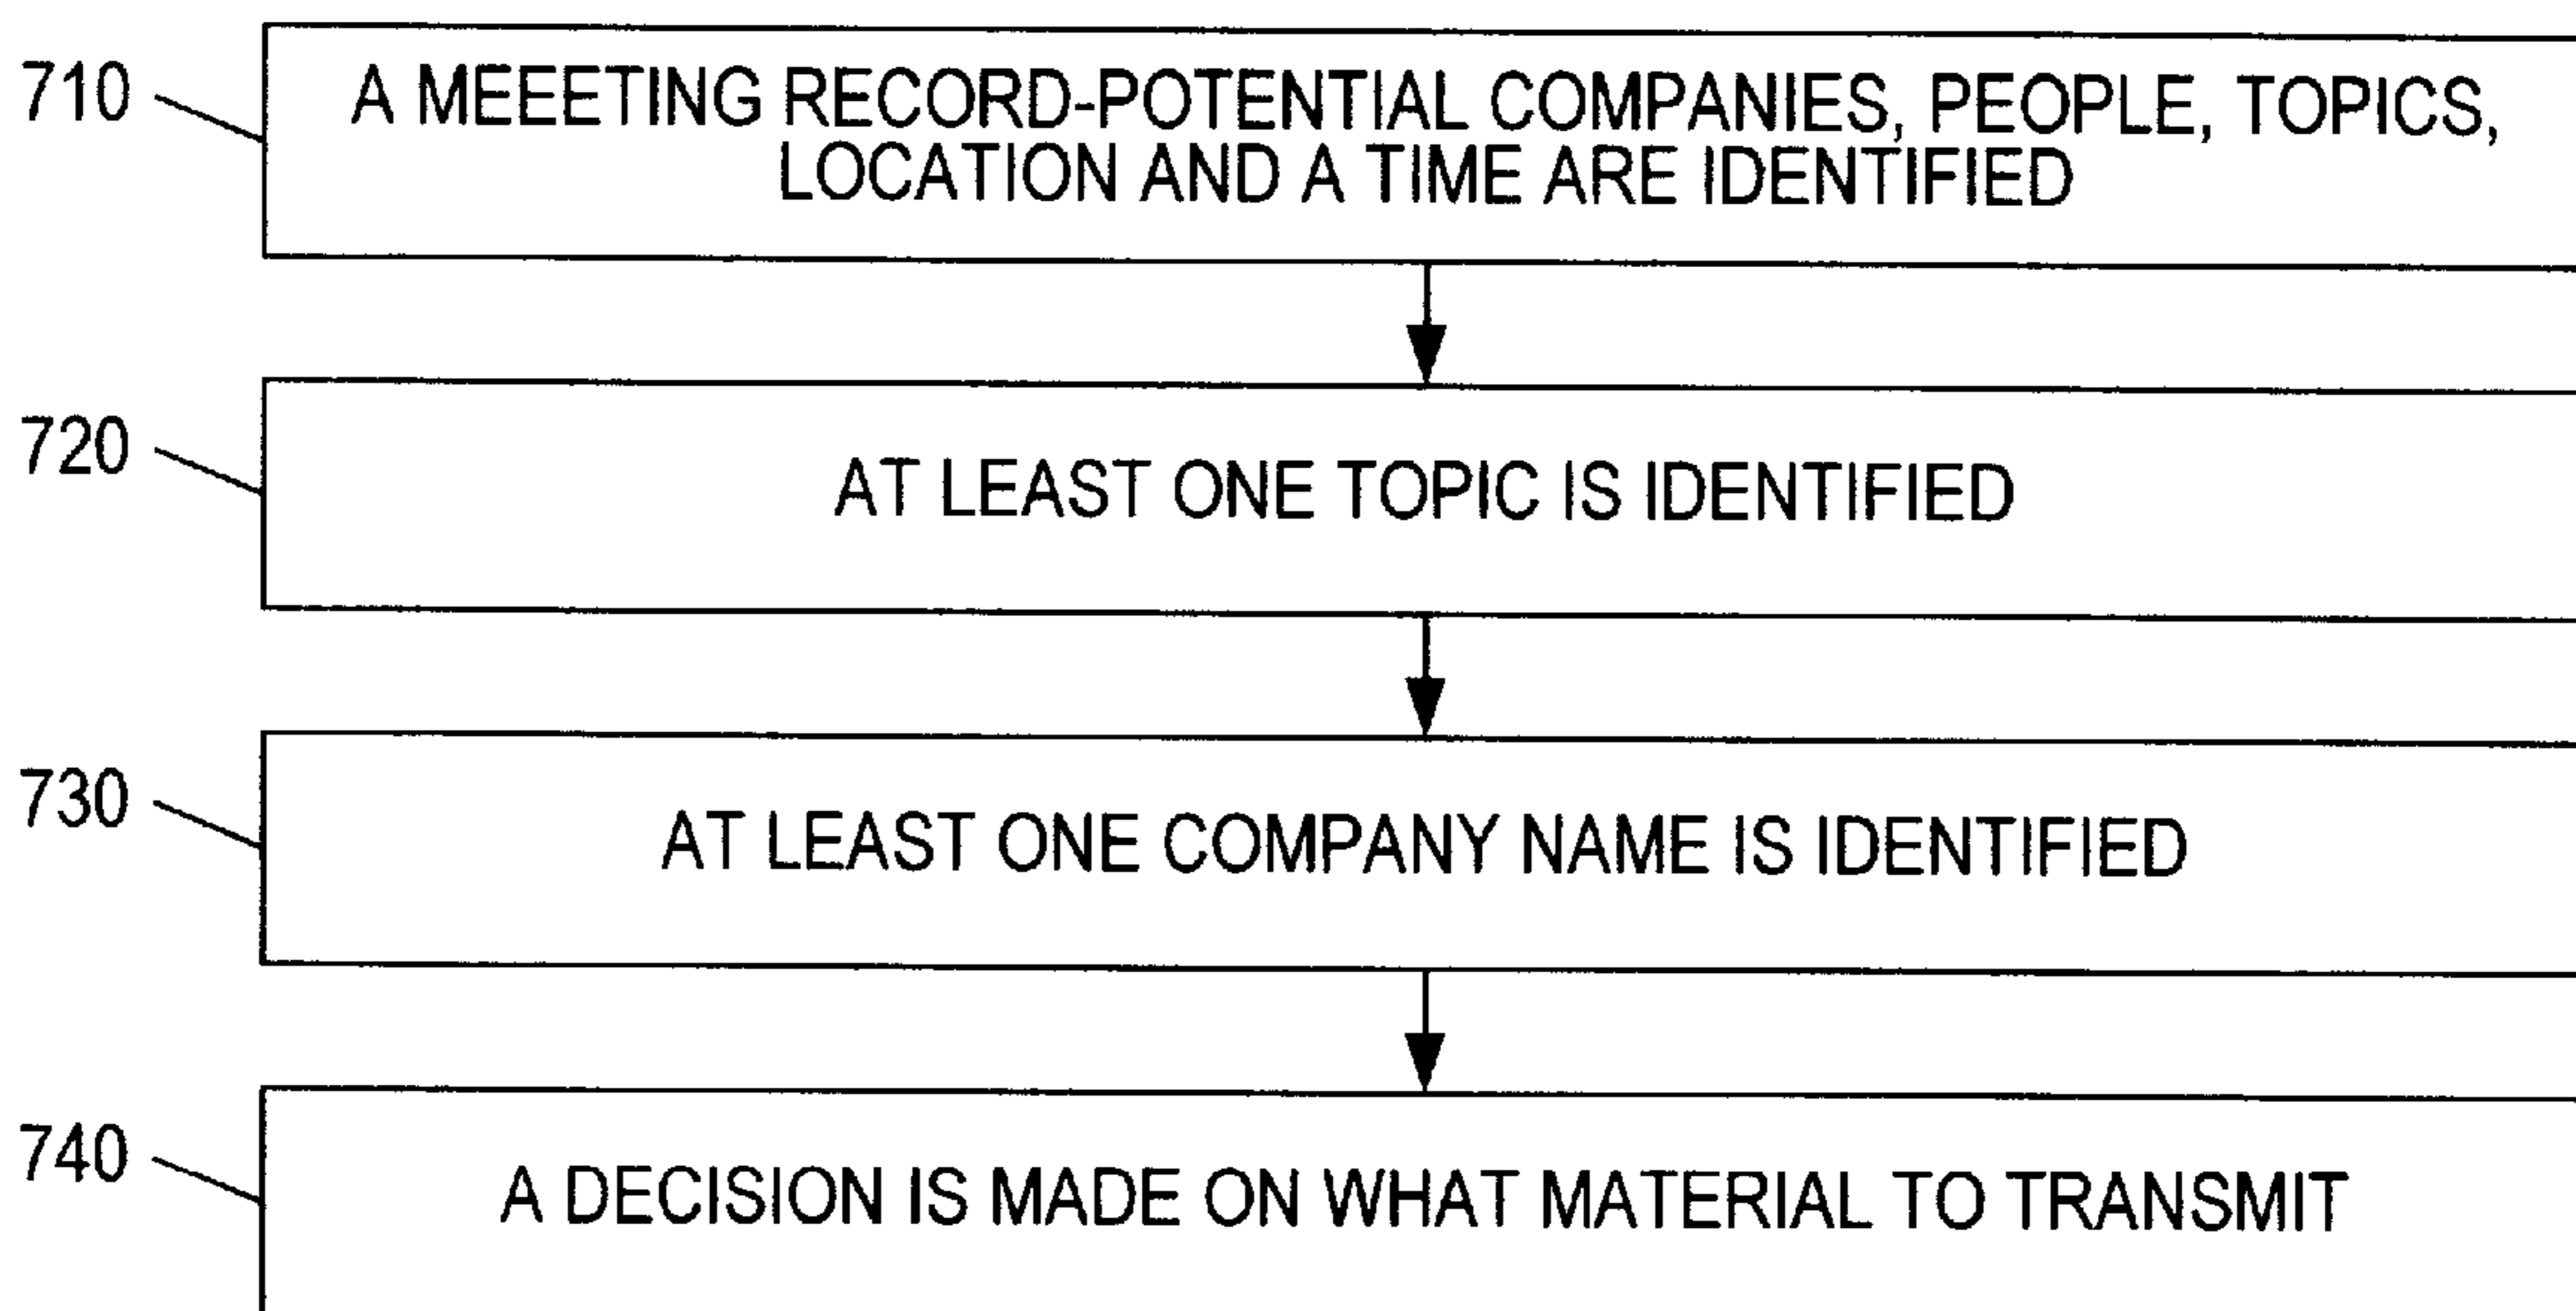 710
A MEEETING RECORD-POTENTIAL COMPANIES, PEOPLE, TOPICS,
LOCATION AND A TIME ARE IDENTIFIED
720
AT LEAST ONE TOPIC IS IDENTIFIED
730
AT LEAST ONE COMPANY NAME IS IDENTIFIED
740
A DECISION IS MADE ON WHAT MATERIAL TO TRANSMIT